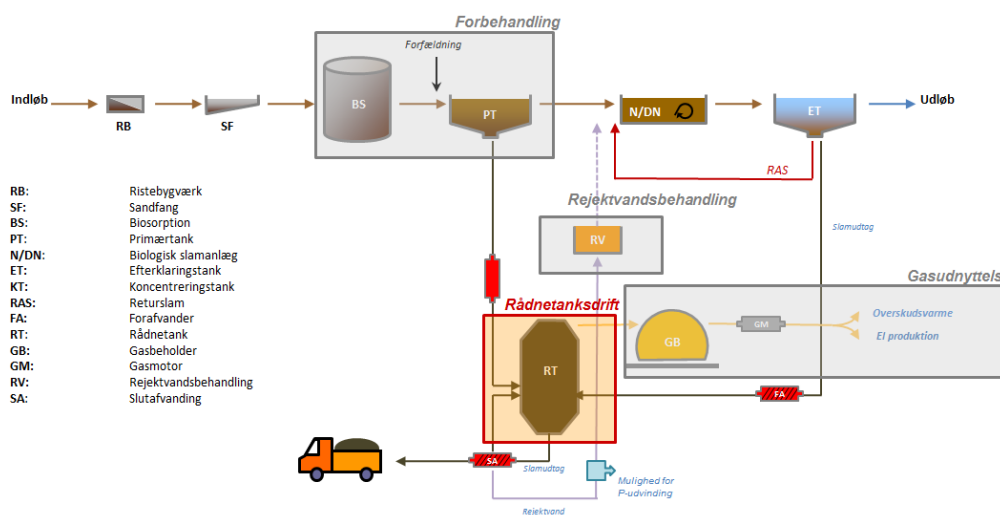 Forbehandling
Forfældning
Indløb
BS
PT
N/DN
ET
Udløb
RB
SF
RAS
RB: Ristebygværk
SF: Sandfang
BS: Biosorption
PT: Primærtank
N/DN: Biologisk slamanlæg
ET: Efterklaringstank
KT: Koncentreringstank
RAS: Returslam
FA: Forafvander
RT: Rådnetank
GB: Gasbeholder
GM: Gasmotor
RV: Rejektvandsbehandling
SA: Slutafvanding
Rejektvandsbehandling
RV
Slamudtag
Gasudnyttels
Rådnetanksdrift
RT
GB
GM
Overskudsvarme
El produktion
FA
SA
Slamudtag
Mulighed for
P-udvinding
Rejektvand